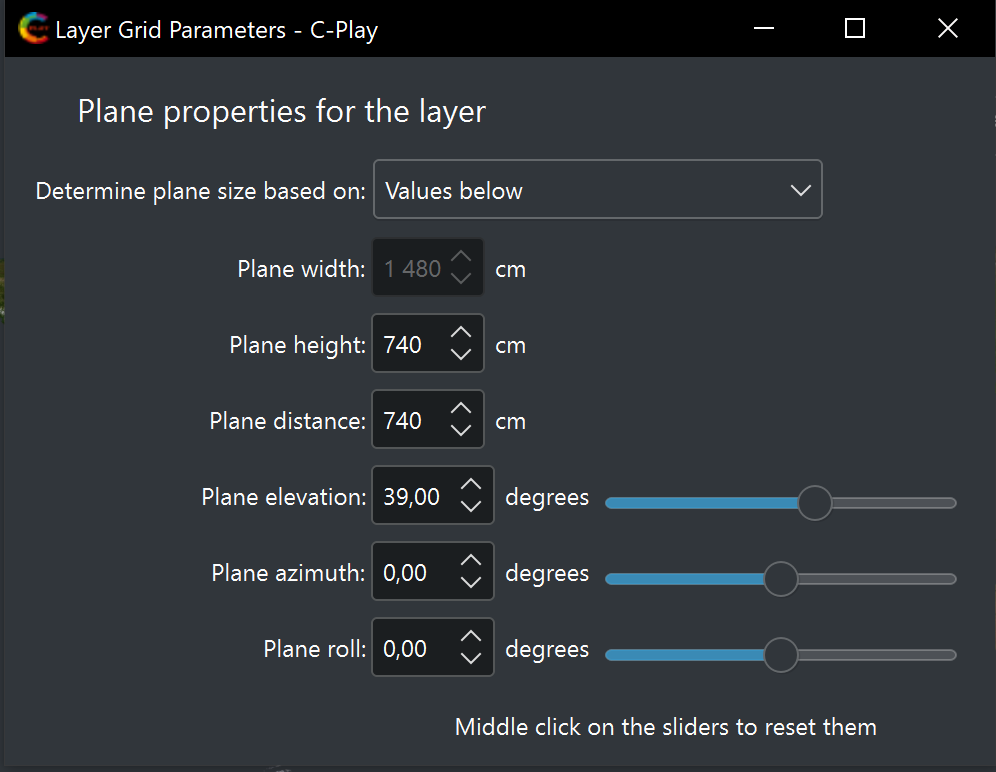 Layer Grid Parameters - C-Play
Plane properties for the layer
Determine plane size based on: Values below
Plane width: 1 480 cm
Plane height: 740 cm
Plane distance: 740 cm
Plane elevation: 39,00 degrees
Plane azimuth: 0,00 degrees
Plane roll: 0,00 degrees
Middle click on the sliders to reset them